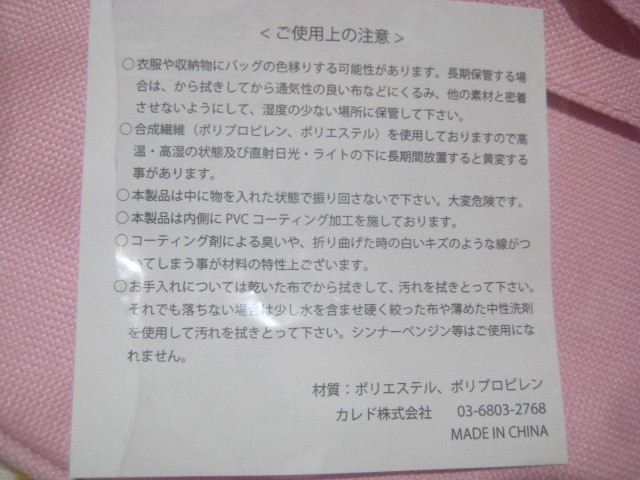 < ご使用上の注意 >
○衣服や収納物にバッグの色移りする可能性があります。長期保管する場
合は、から拭きしてから通気性の良い布などにくるみ、他の素材と密着
させないようにして、湿度の少ない場所に保管して下さい。
○合成繊維（ポリプロピレン、ポリエステル）を使用しておりますので高
温・高湿の状態及び直射日光・ライトの下に長期間放置すると黄変する
事があります。
○本製品は中に物を入れた状態で振り回さないで下さい。大変危険です。
○本製品は内側に PVC コーティング加工を施しております。
○コーティング剤による臭いや、折り曲げた時の白いキズのような線がつ
いてしまう事が材料の特性上ございます。
○お手入れについては乾いた布でから拭きして、汚れを拭きとって下さい。
それでも落ちない場合は少し水を含ませ硬く絞った布や薄めた中性洗剤
を使用して汚れを拭きとって下さい。シンナーベンジン等はご使用にな
れません。
材質：ポリエステル、ポリプロピレン
カレド株式会社 03-6803-2768
MADE IN CHINA